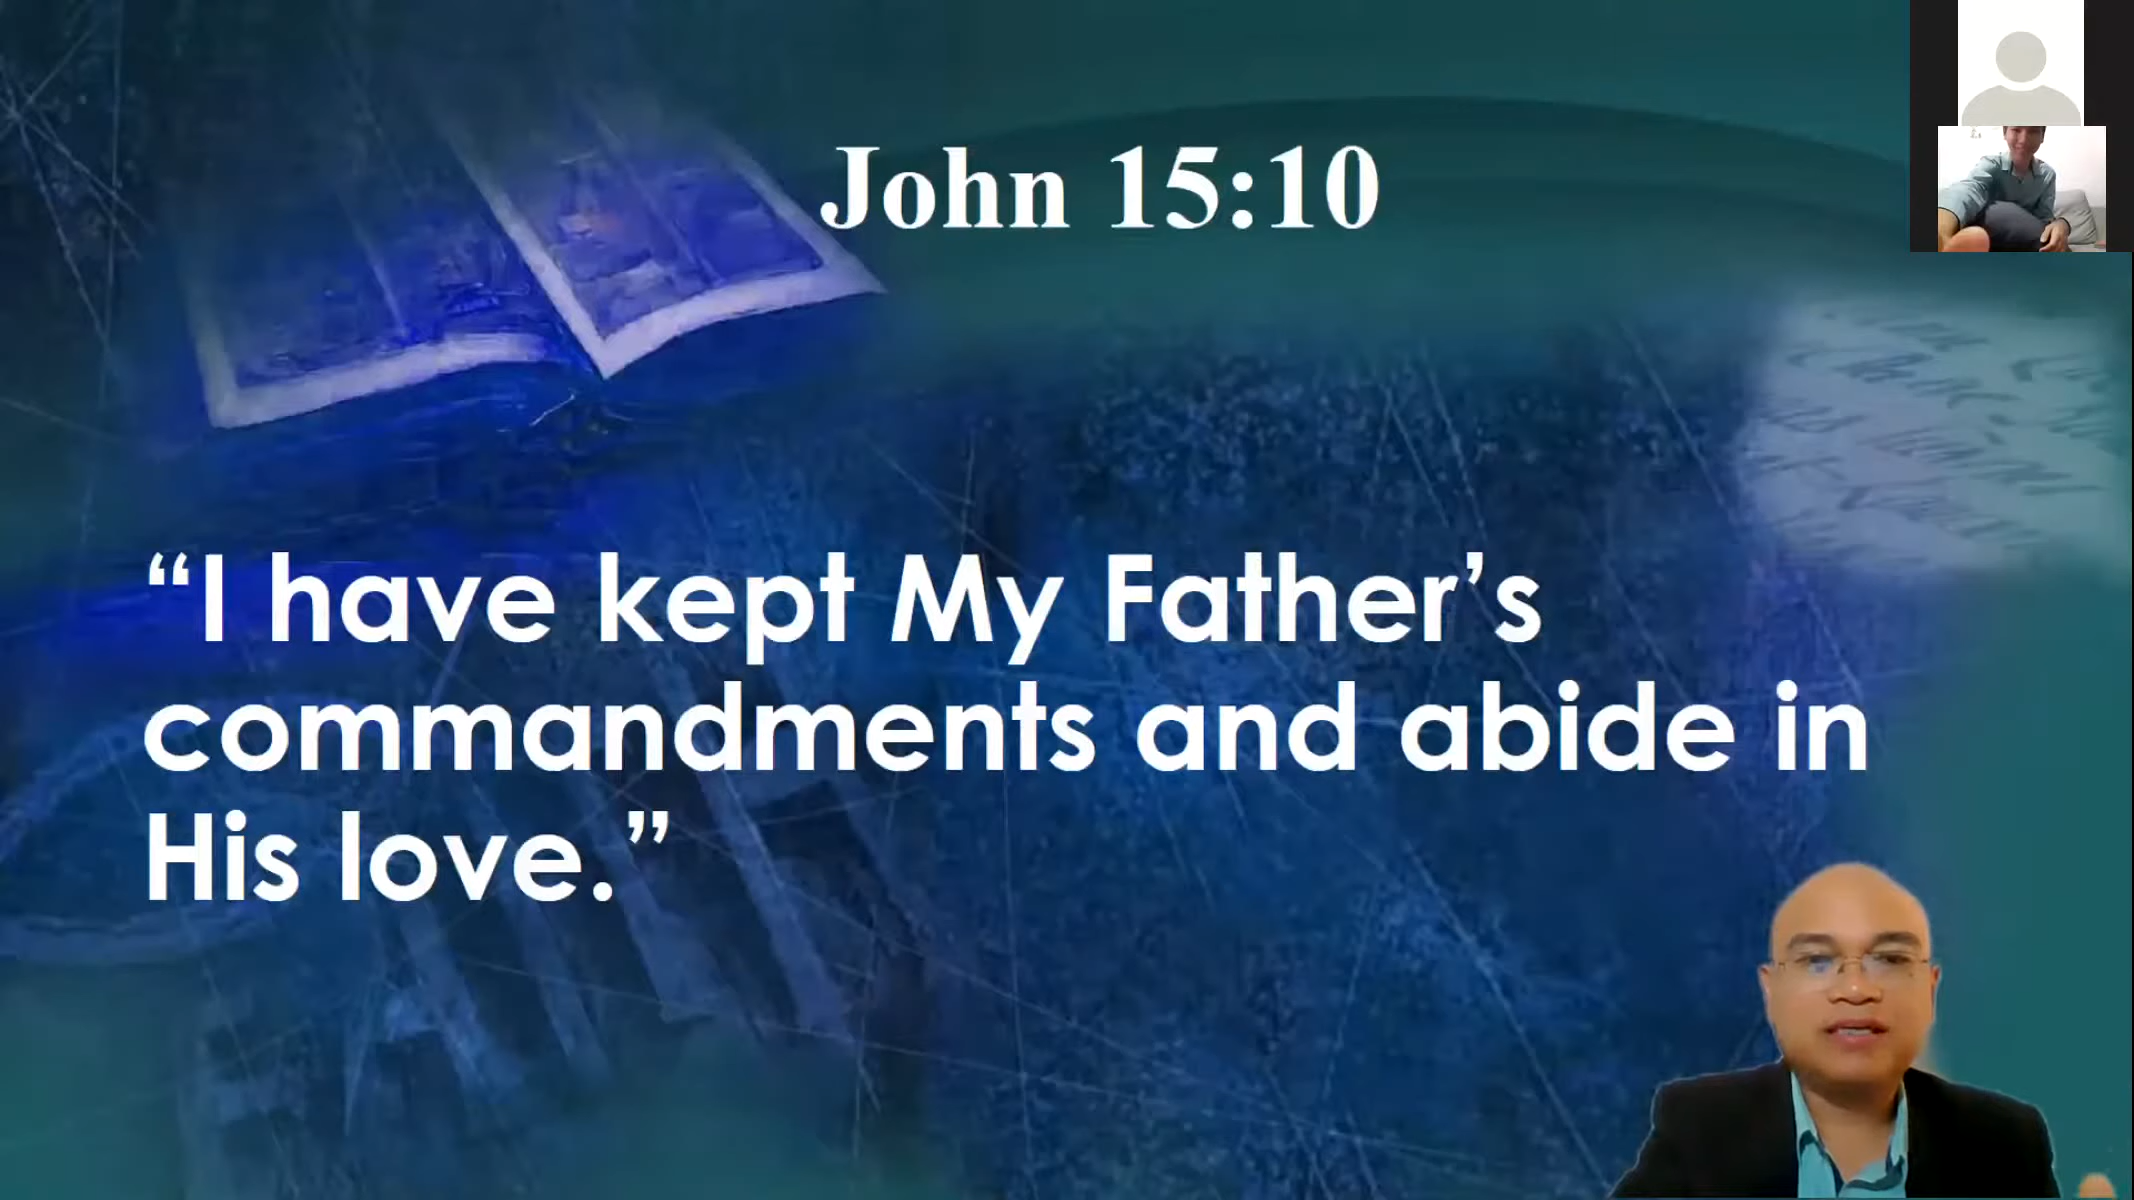 John 15:10
“I have kept My Father’s
commandments and abide in
His love.”